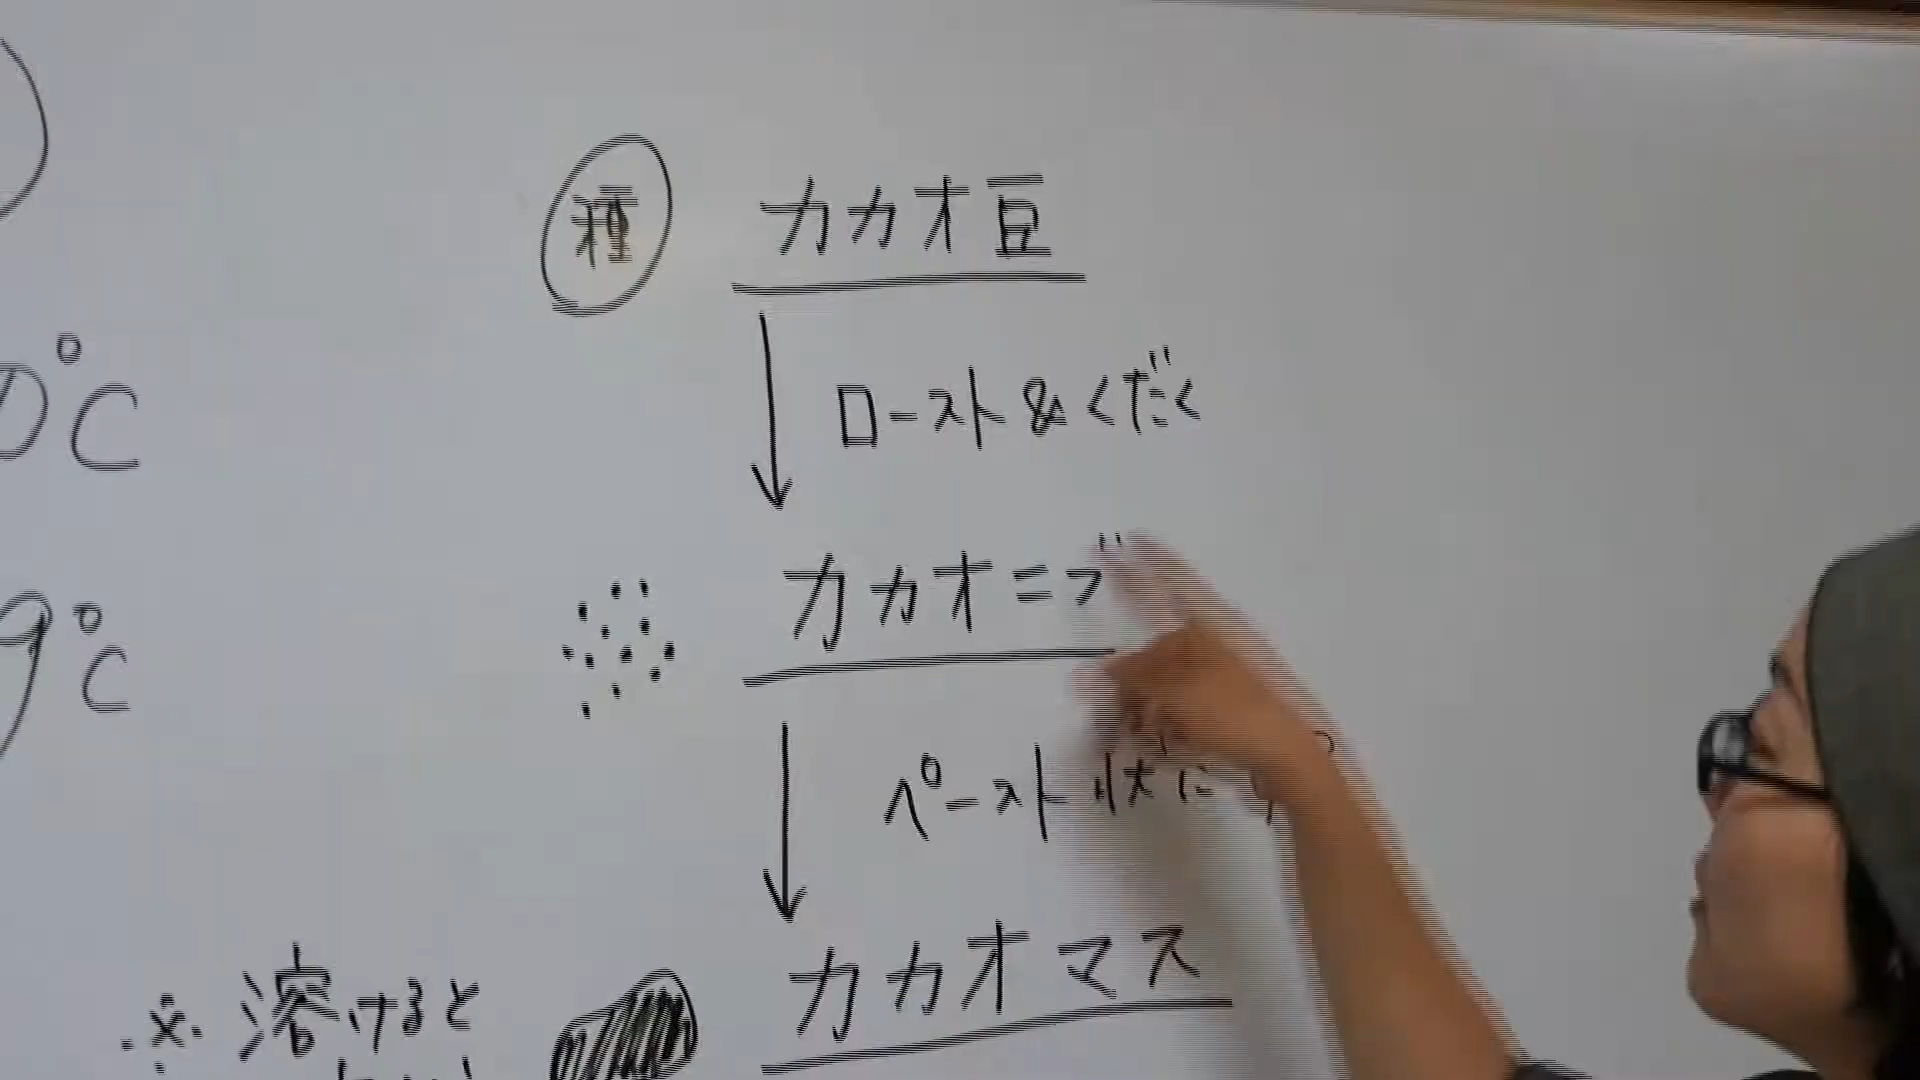 種 カカオ豆
ロースト&くだく
℃
カカオニブ
9℃
ペースト状に
カカオマス
※ 溶けると